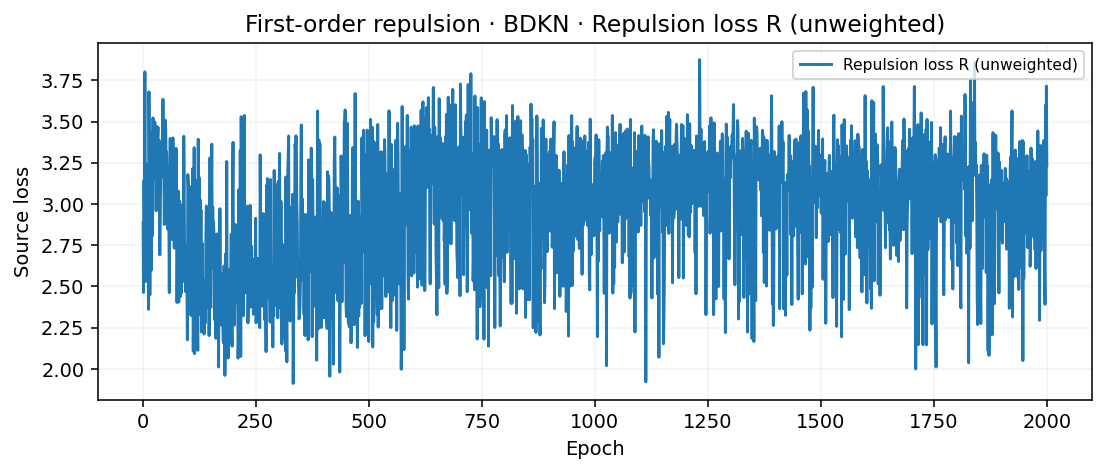 First-order repulsion · BDKN · Repulsion loss R (unweighted)
Repulsion loss R (unweighted)
Source loss
3.75
3.50
3.25
3.00
2.75
2.50
2.25
2.00
0 250 500 750 1000 1250 1500 1750 2000
Epoch